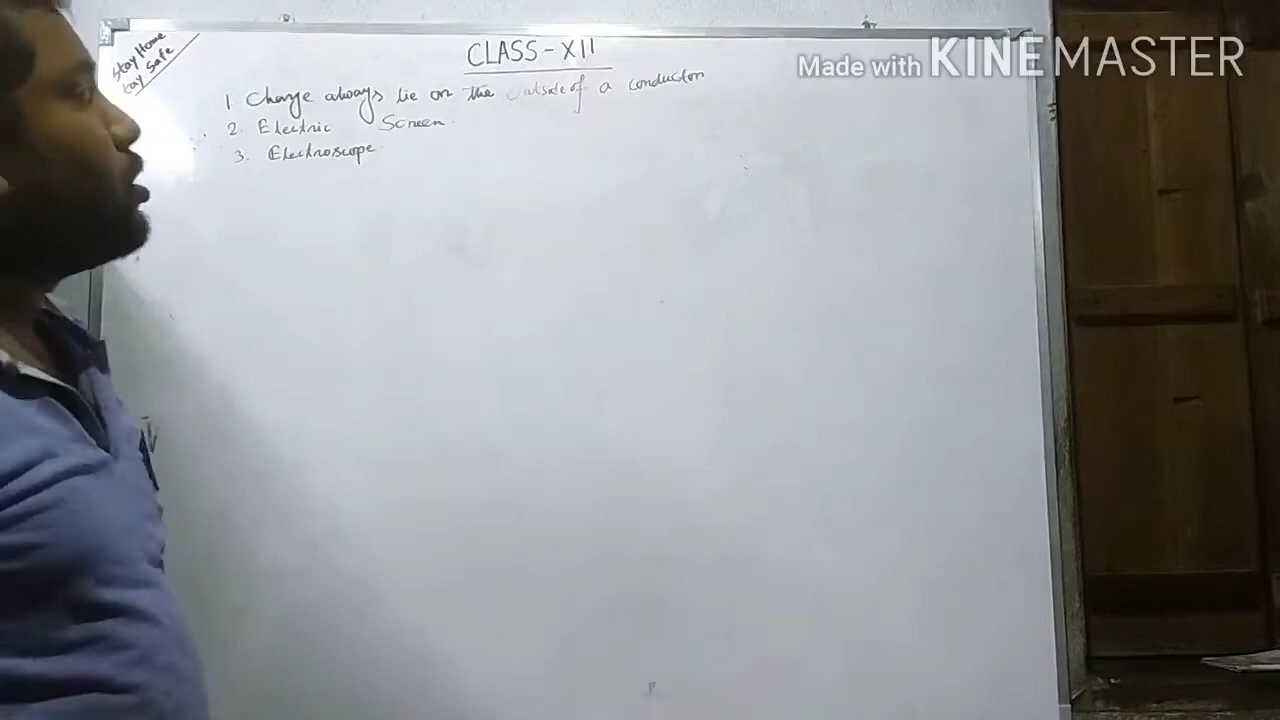 Stay Home
tay safe
CLASS-XII
Made with KINEMASTER
1 Charge always lie on the outside of a conductor
2. Electric Screen.
3. Electroscope.